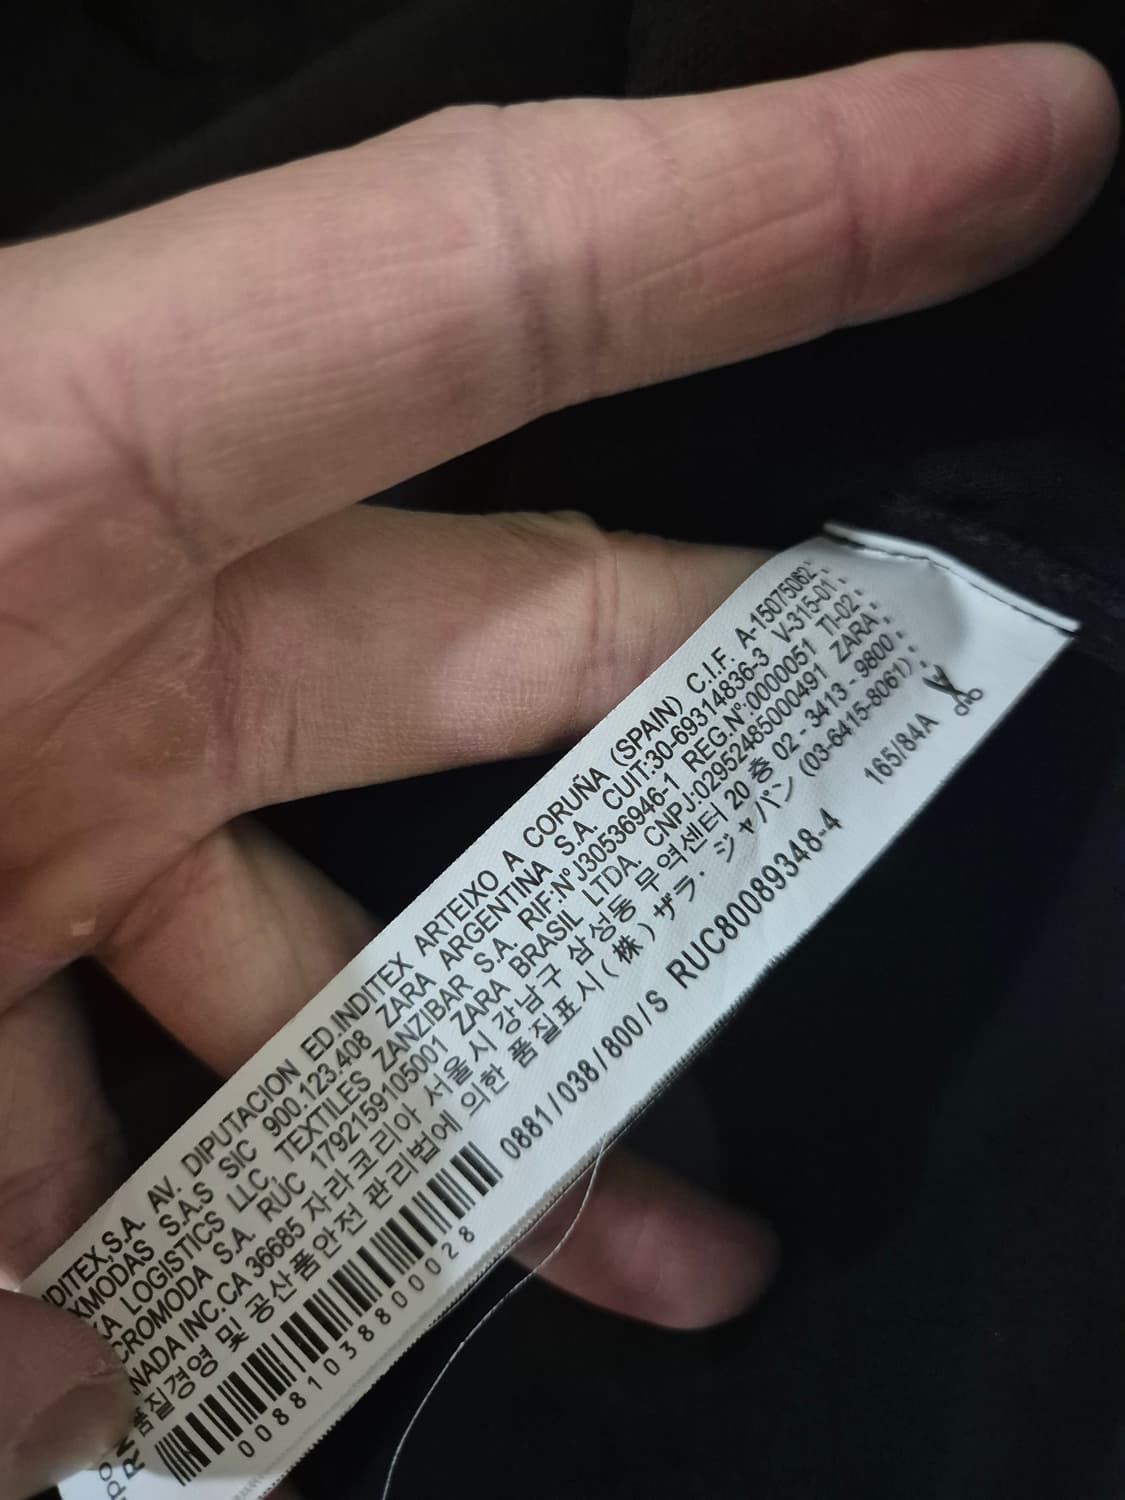 INDITEX,S.A. AV. DIPUTACION ED.INDITEX ARTEIXO A CORUÑA (SPAIN) C.I.F. A-15075062
S.A.S SIC 900.123.408 ZARA ARGENTINA S.A. CUIT:30-69314836-3 V-315-01
LOGISTICS LLC, TEXTILES ZANZIBAR S.A. RIF:Nº J30536946-1 REG.Nº:0000051 TI-02
S.A. RUC 1792159105001 ZARA BRASIL LTDA. CNPJ:02952485000491 ZARA
INC.CA 36685 자라코리아 서울시 강남구 삼성동 무역센터 20 층 02 - 3413 - 9800
품질경영 및 공산품안전 관리법에 의한 품질표시 (株) ザラ・ジャパン (03-6415-8061)
0881/038/800/S RUC80089348-4
165/84A
00881038800028